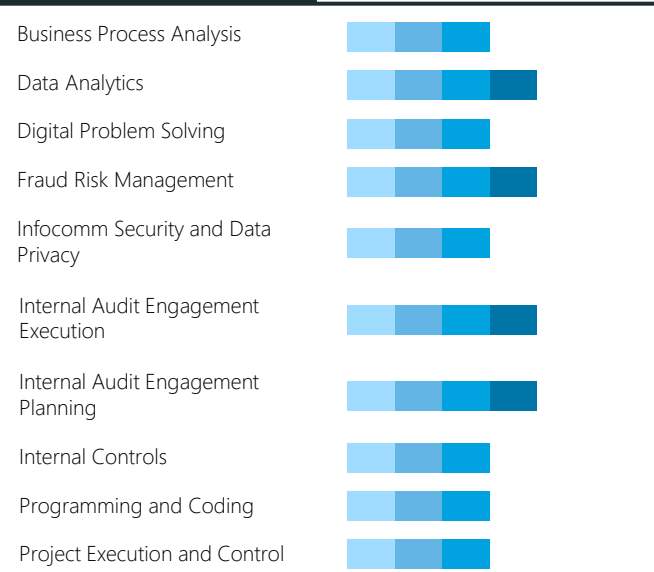 Business Process Analysis
Data Analytics
Digital Problem Solving
Fraud Risk Management
Infocomm Security and Data
Privacy
Internal Audit Engagement
Execution
Internal Audit Engagement
Planning
Internal Controls
Programming and Coding
Project Execution and Control